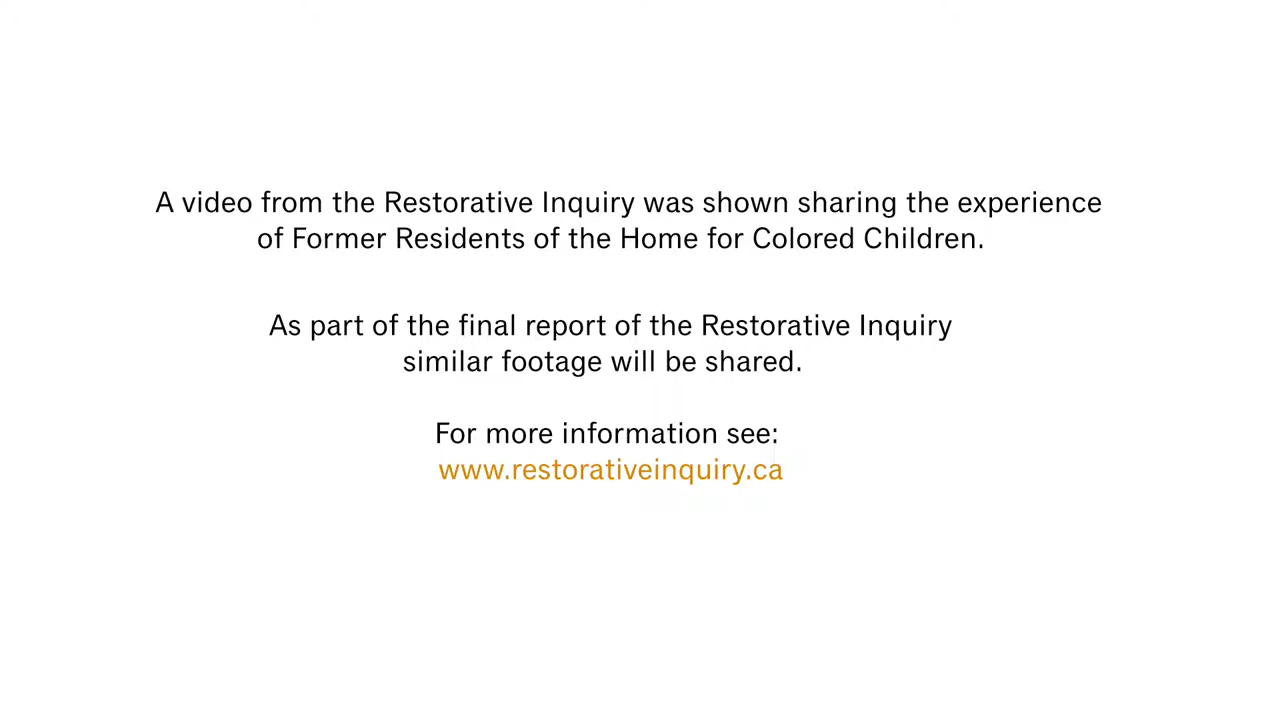 A video from the Restorative Inquiry was shown sharing the experience
of Former Residents of the Home for Colored Children.
As part of the final report of the Restorative Inquiry
similar footage will be shared.
For more information see:
www.restorativeinquiry.ca